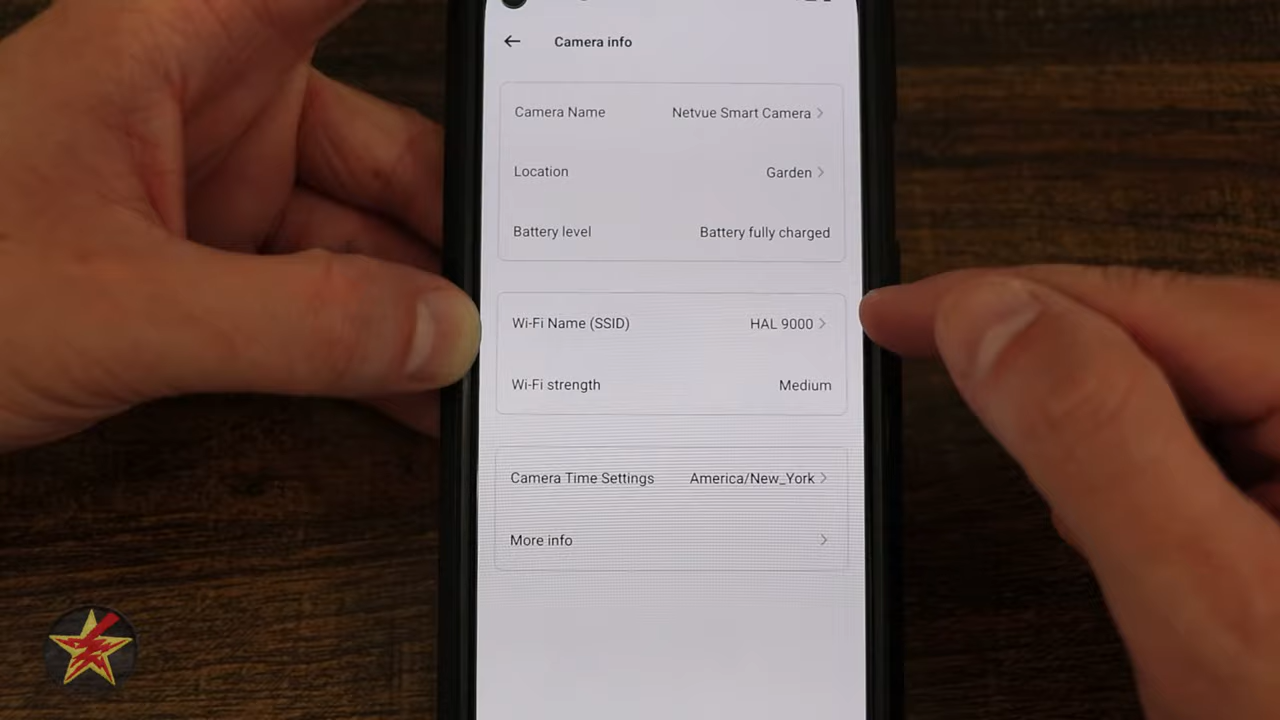 Camera info
Camera Name Netvue Smart Camera
Location Garden
Battery level Battery fully charged
Wi-Fi Name (SSID) HAL 9000
Wi-Fi strength Medium
Camera Time Settings America/New_York
More info